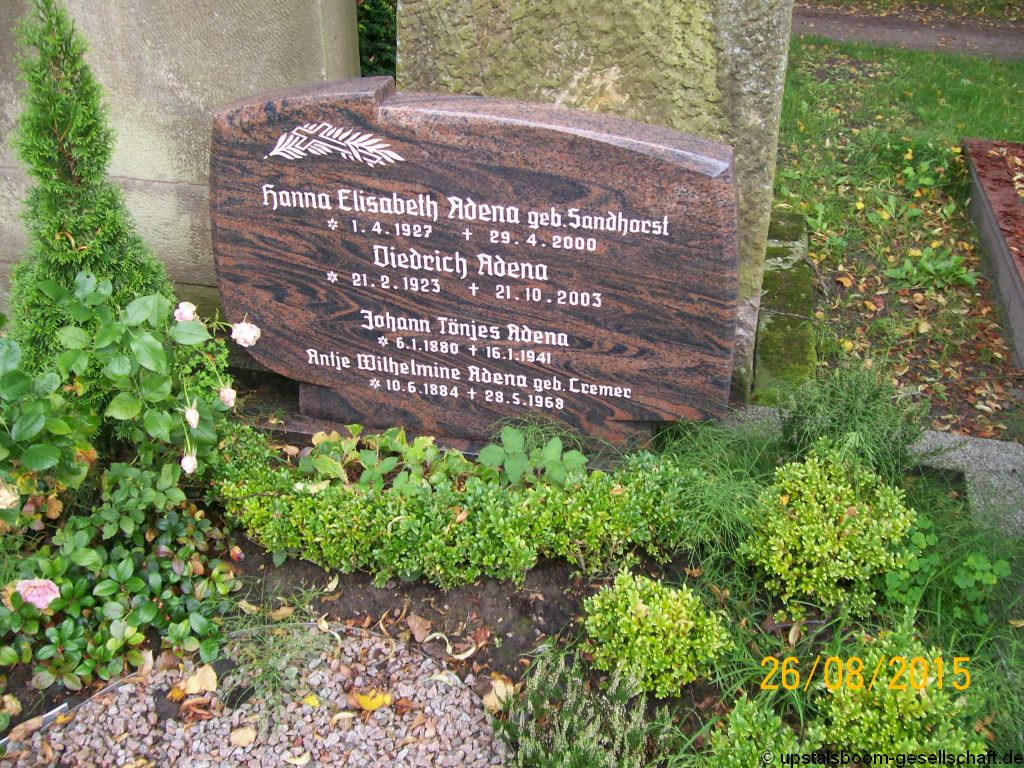 Hanna Elisabeth Adena geb. Sandhorst
* 1.4.1927 + 29.4.2000
Diedrich Adena
* 21.2.1923 + 21.10.2003
Johann Tönjes Adena
* 6.1.1880 + 16.1.1941
Antje Wilhelmine Adena geb. Cremer
* 10.6.1884 + 28.5.1968
26/08/2015
© upstalsboom-gesellschaft.de